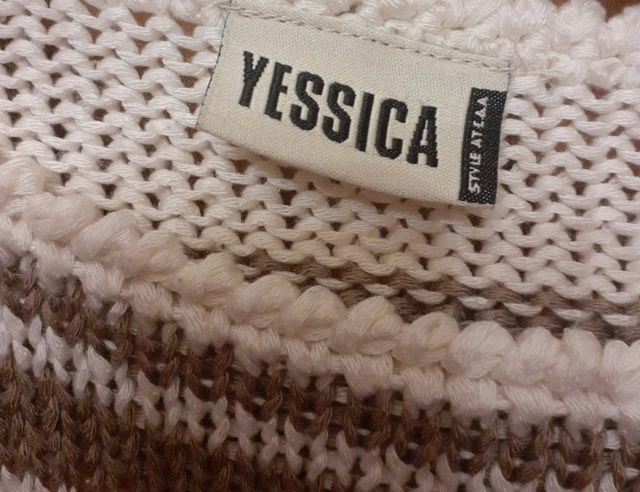 YESSICA
STYLE AT C&A